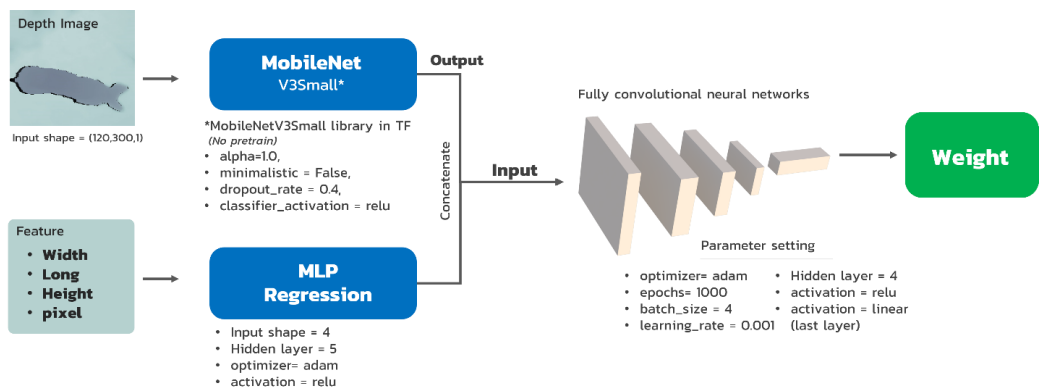 Depth Image
Input shape = (120,300,1)
MobileNet
V3Small*
*MobileNetV3Small library in TF
(No pretrain)
• alpha=1.0,
• minimalistic = False,
• dropout_rate = 0.4,
• classifier_activation = relu
Feature
• Width
• Long
• Height
• pixel
MLP
Regression
• Input shape = 4
• Hidden layer = 5
• optimizer= adam
• activation = relu
Output
Concatenate
Input
Fully convolutional neural networks
Parameter setting
• optimizer= adam
• epochs= 1000
• batch_size = 4
• learning_rate = 0.001
• Hidden layer = 4
• activation = relu
• activation = linear
(last layer)
Weight